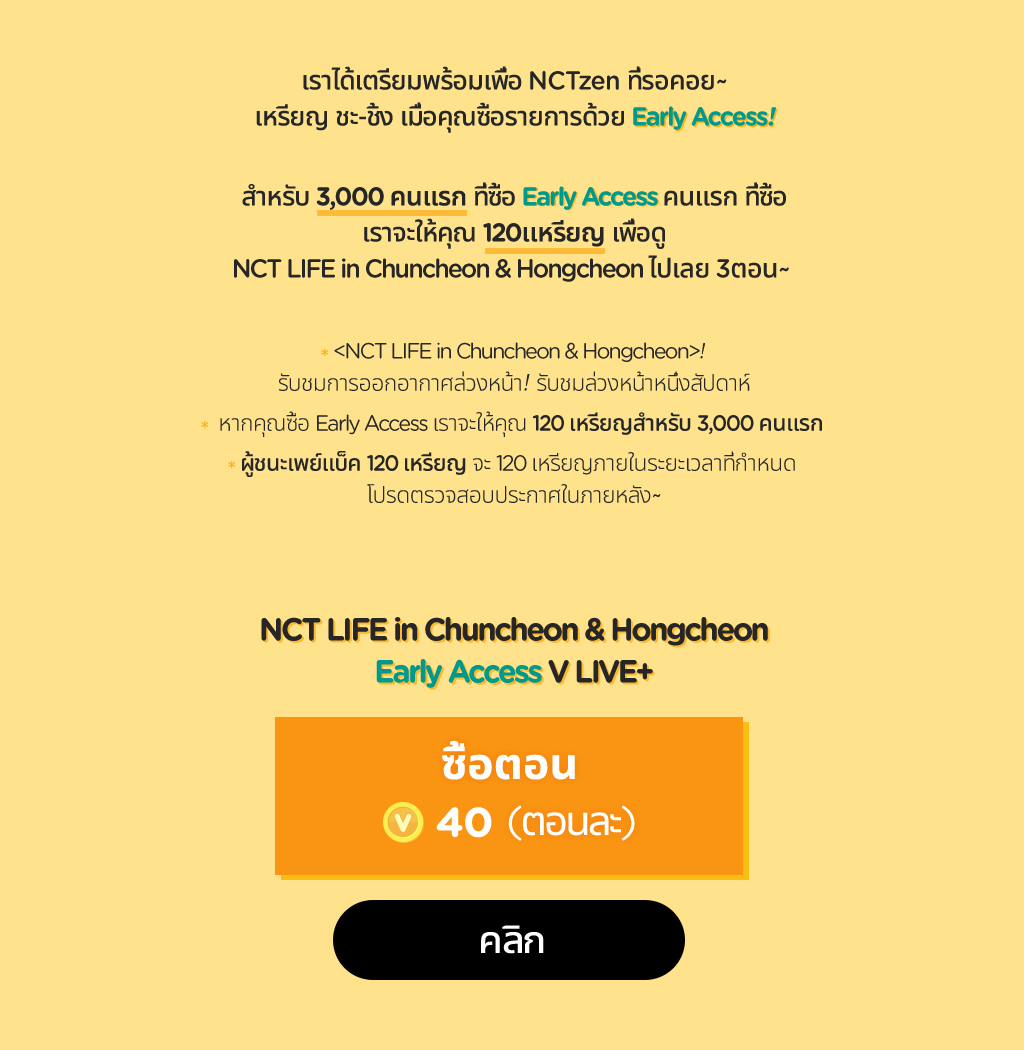 เราได้เตรียมพร้อมเพื่อ NCTzen ที่รอคอย~
เหรียญ ชะ-ชิ้ง เมื่อคุณซื้อรายการด้วย Early Access!
สำหรับ 3,000 คนแรก ที่ซื้อ Early Access คนแรก ที่ซื้อ
เราจะให้คุณ 120เเหรียญ เพื่อดู
NCT LIFE in Chuncheon & Hongcheon ไปเลย 3ตอน~
* <NCT LIFE in Chuncheon & Hongcheon>!
รับชมการออกอากาศล่วงหน้า! รับชมล่วงหน้าหนึ่งสัปดาห์
* หากคุณซื้อ Early Access เราจะให้คุณ 120 เหรียญสำหรับ 3,000 คนแรก
* ผู้ชนะเพย์แบ็ค 120 เหรียญ จะ 120 เหรียญภายในระยะเวลาที่กำหนด
โปรดตรวจสอบประกาศในภายหลัง~
NCT LIFE in Chuncheon & Hongcheon
Early Access V LIVE+
ซื้อตอน
V 40 (ตอนละ)
คลิก